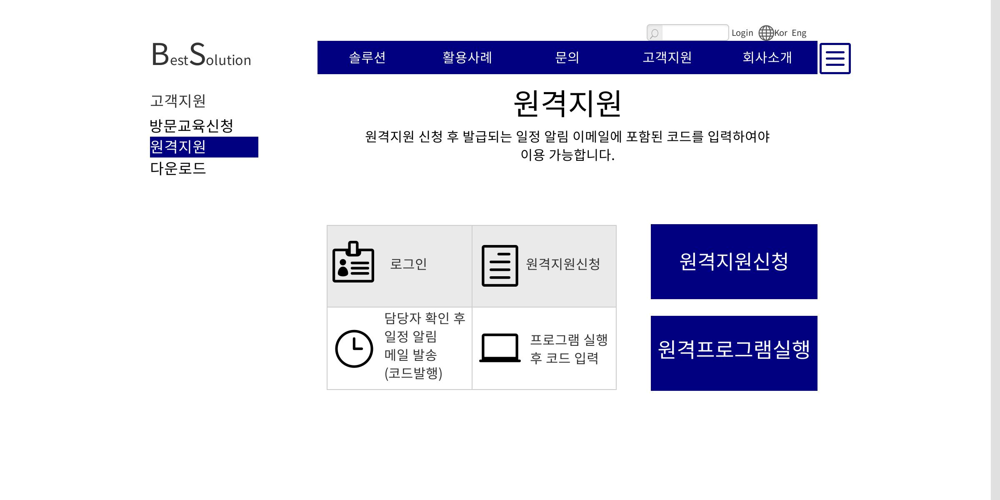 Login Kor Eng
BestSolution
솔루션 활용사례 문의 고객지원 회사소개
고객지원
방문교육신청
원격지원
다운로드
원격지원
원격지원 신청 후 발급되는 일정 알림 이메일에 포함된 코드를 입력하여야
이용 가능합니다.
로그인
원격지원신청
담당자 확인 후
일정 알림
메일 발송
(코드발행)
프로그램 실행
후 코드 입력
원격지원신청
원격프로그램실행